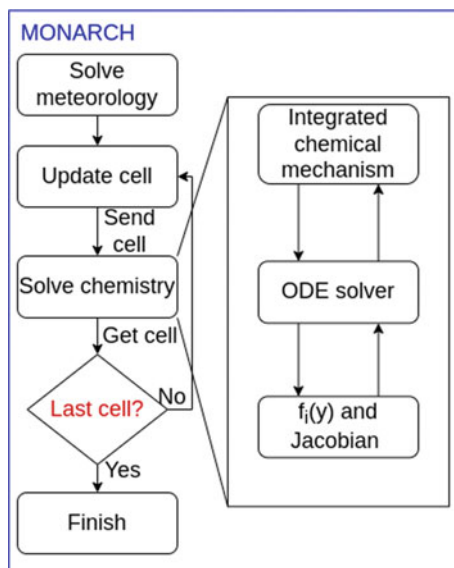 MONARCH
Solve
meteorology
Update cell
Send
cell
Solve chemistry
Get cell
Last cell?
No
Yes
Finish
Integrated
chemical
mechanism
ODE solver
fi(y) and
Jacobian